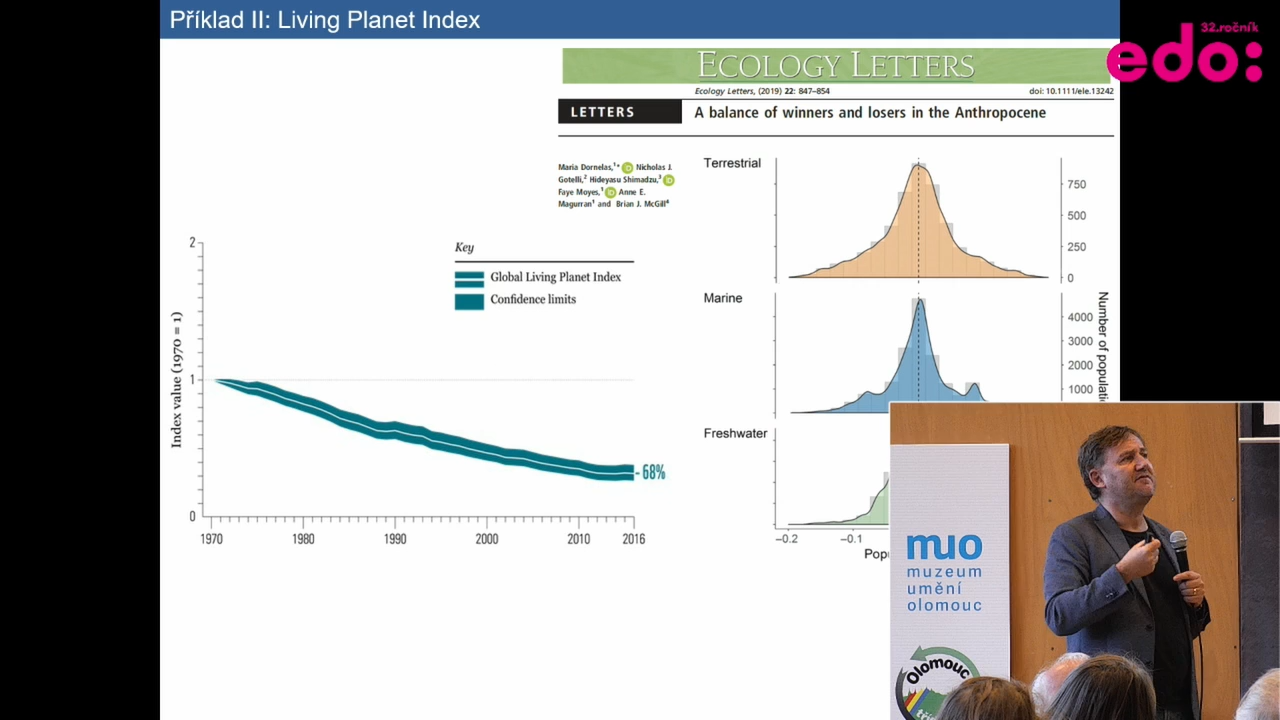 Příklad II: Living Planet Index
32.ročník
edo:
ECOLOGY LETTERS
Ecology Letters, (2019) 22: 847–854
doi: 10.1111/ele.13242
LETTERS
A balance of winners and losers in the Anthropocene
Maria Dornelas,¹* Nicholas J.
Gotelli,² Hideyasu Shimadzu,³
Faye Moyes,¹ Anne E.
Magurran¹ and Brian J. McGill⁴
Key
Global Living Planet Index
Confidence limits
Index value (1970 = 1)
2
1
0
- 68%
1970
1980
1990
2000
2010
2016
Terrestrial
750
500
250
0
Marine
4000
3000
2000
1000
Number of populati
Freshwater
−0.2
−0.1
Popu
muo
muzeum
umění
olomouc
Olomouc